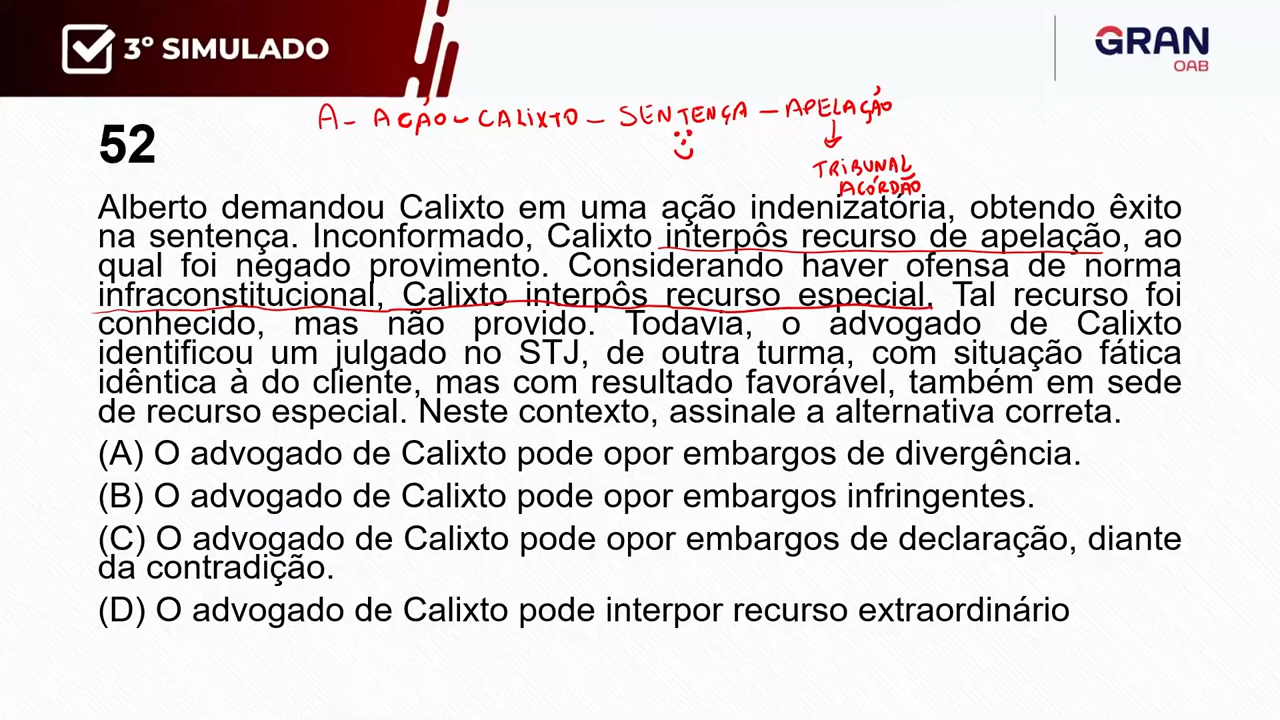 3º SIMULADO
GRAN
OAB
A - AÇÃO - CALIXTO - SENTENÇA - APELAÇÃO
TRIBUNAL
ACÓRDÃO
52
Alberto demandou Calixto em uma ação indenizatória, obtendo êxito
na sentença. Inconformado, Calixto interpôs recurso de apelação, ao
qual foi negado provimento. Considerando haver ofensa de norma
infraconstitucional, Calixto interpôs recurso especial. Tal recurso foi
conhecido, mas não provido. Todavia, o advogado de Calixto
identificou um julgado no STJ, de outra turma, com situação fática
idêntica à do cliente, mas com resultado favorável, também em sede
de recurso especial. Neste contexto, assinale a alternativa correta.
(A) O advogado de Calixto pode opor embargos de divergência.
(B) O advogado de Calixto pode opor embargos infringentes.
(C) O advogado de Calixto pode opor embargos de declaração, diante
da contradição.
(D) O advogado de Calixto pode interpor recurso extraordinário